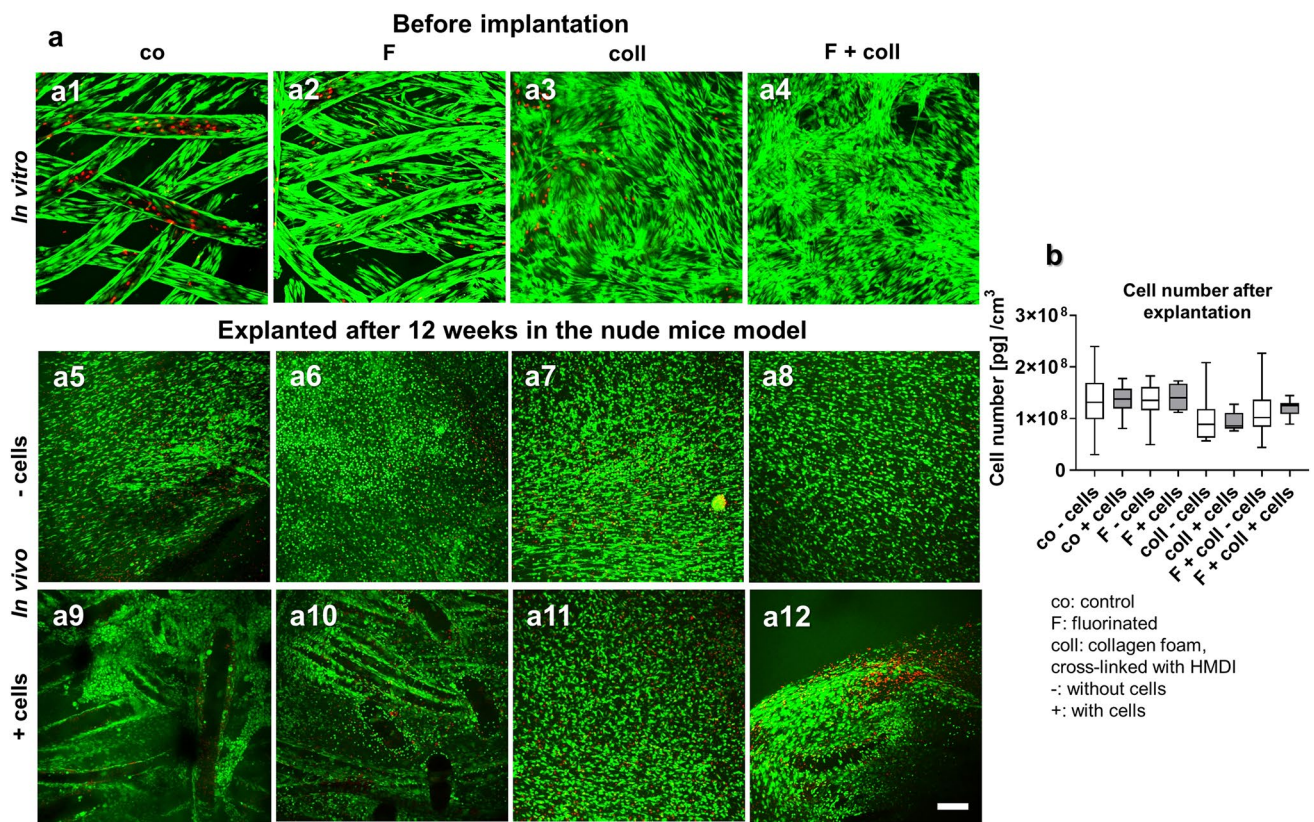 a
Before implantation
co
F
coll
F + coll
a1
a2
a3
a4
In vitro
Explanted after 12 weeks in the nude mice model
a5
a6
a7
a8
- cells
In vivo
a9
a10
a11
a12
+ cells
b
Cell number after
explantation
Cell number [pg] /cm³
3×10⁸
2×10⁸
1×10⁸
0
co - cells
co + cells
F - cells
F + cells
coll - cells
coll + cells
F + coll - cells
F + coll + cells
co: control
F: fluorinated
coll: collagen foam,
cross-linked with HMDI
-: without cells
+: with cells